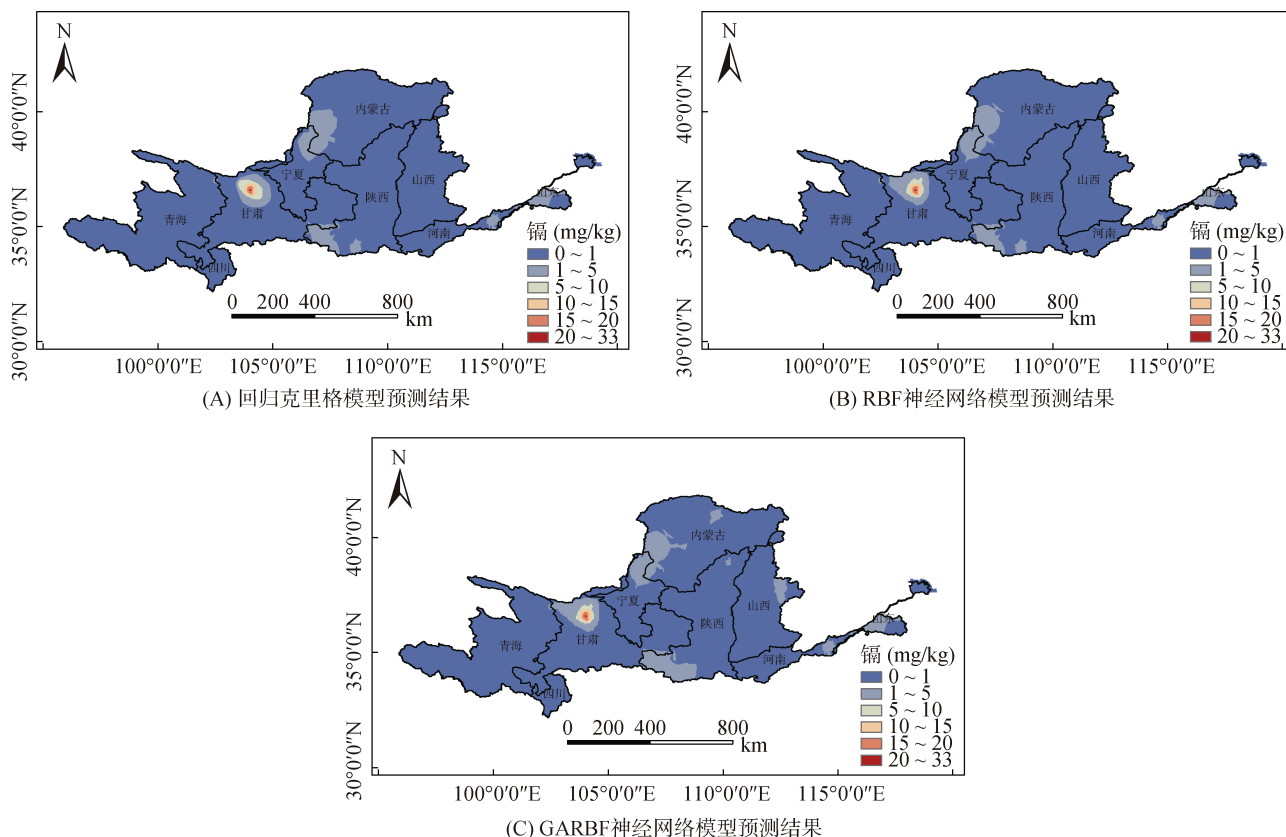 N
40°0′0″N
35°0′0″N
30°0′0″N
内蒙古
宁夏
山西
陕西
山东
青海
甘肃
河南
四川
镉 (mg/kg)
0 ~ 1
1 ~ 5
5 ~ 10
10 ~ 15
15 ~ 20
20 ~ 33
0 200 400 800
km
100°0′0″E 105°0′0″E 110°0′0″E 115°0′0″E
(A) 回归克里格模型预测结果
N
40°0′0″N
35°0′0″N
30°0′0″N
内蒙古
宁夏
山西
陕西
山东
青海
甘肃
河南
四川
镉 (mg/kg)
0 ~ 1
1 ~ 5
5 ~ 10
10 ~ 15
15 ~ 20
20 ~ 33
0 200 400 800
km
100°0′0″E 105°0′0″E 110°0′0″E 115°0′0″E
(B) RBF神经网络模型预测结果
N
40°0′0″N
35°0′0″N
30°0′0″N
内蒙古
宁夏
山西
陕西
山东
青海
甘肃
河南
四川
镉 (mg/kg)
0 ~ 1
1 ~ 5
5 ~ 10
10 ~ 15
15 ~ 20
20 ~ 33
0 200 400 800
km
100°0′0″E 105°0′0″E 110°0′0″E 115°0′0″E
(C) GARBF神经网络模型预测结果